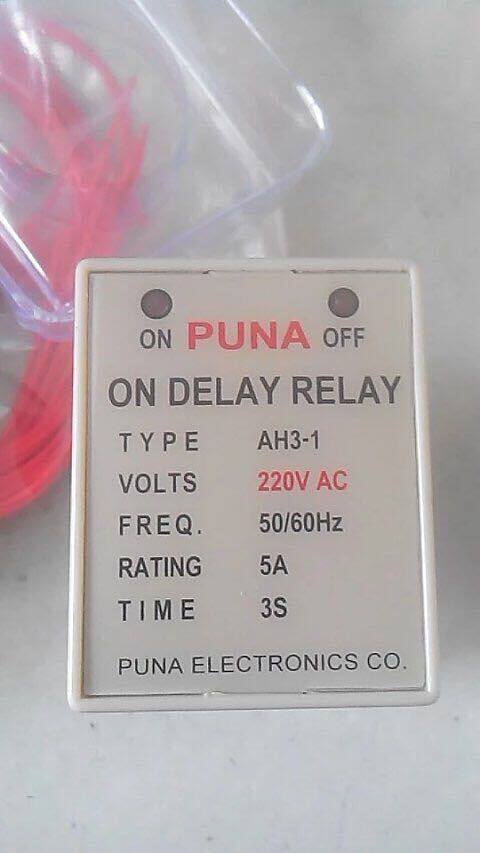 ON PUNA OFF
ON DELAY RELAY
TYPE AH3-1
VOLTS 220V AC
FREQ. 50/60Hz
RATING 5A
TIME 3S
PUNA ELECTRONICS CO.